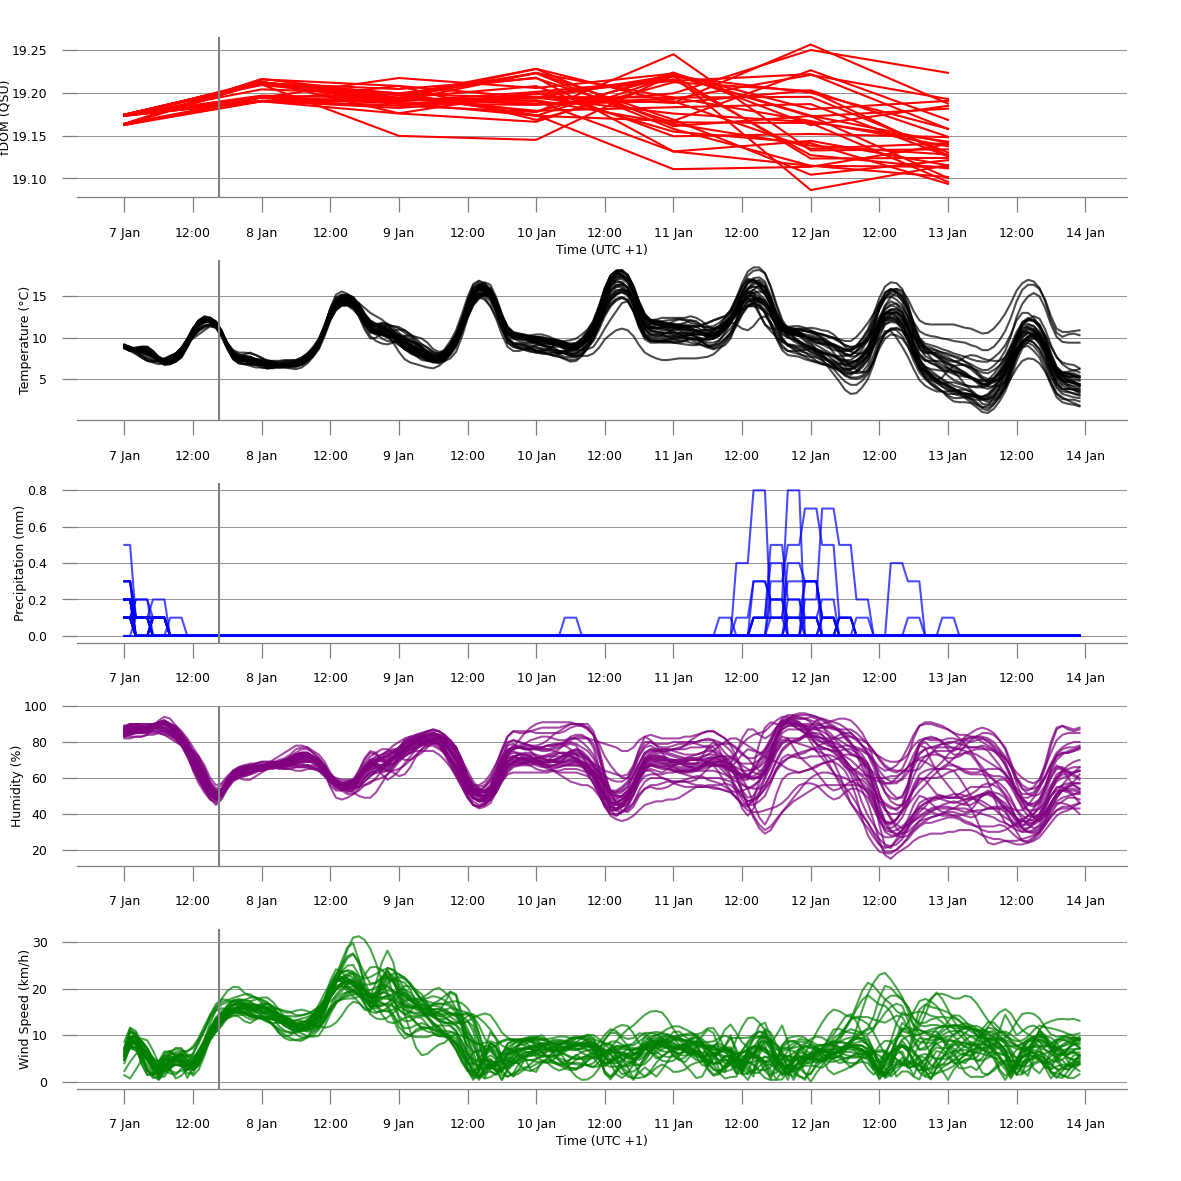 19.25
19.20
19.15
19.10
fDOM (QSU)
7 Jan 12:00 8 Jan 12:00 9 Jan 12:00 10 Jan 12:00 11 Jan 12:00 12 Jan 12:00 13 Jan 12:00 14 Jan
Time (UTC +1)
15
10
5
Temperature (°C)
7 Jan 12:00 8 Jan 12:00 9 Jan 12:00 10 Jan 12:00 11 Jan 12:00 12 Jan 12:00 13 Jan 12:00 14 Jan
0.8
0.6
0.4
0.2
0.0
Precipitation (mm)
7 Jan 12:00 8 Jan 12:00 9 Jan 12:00 10 Jan 12:00 11 Jan 12:00 12 Jan 12:00 13 Jan 12:00 14 Jan
100
80
60
40
20
Humidity (%)
7 Jan 12:00 8 Jan 12:00 9 Jan 12:00 10 Jan 12:00 11 Jan 12:00 12 Jan 12:00 13 Jan 12:00 14 Jan
30
20
10
0
Wind Speed (km/h)
7 Jan 12:00 8 Jan 12:00 9 Jan 12:00 10 Jan 12:00 11 Jan 12:00 12 Jan 12:00 13 Jan 12:00 14 Jan
Time (UTC +1)